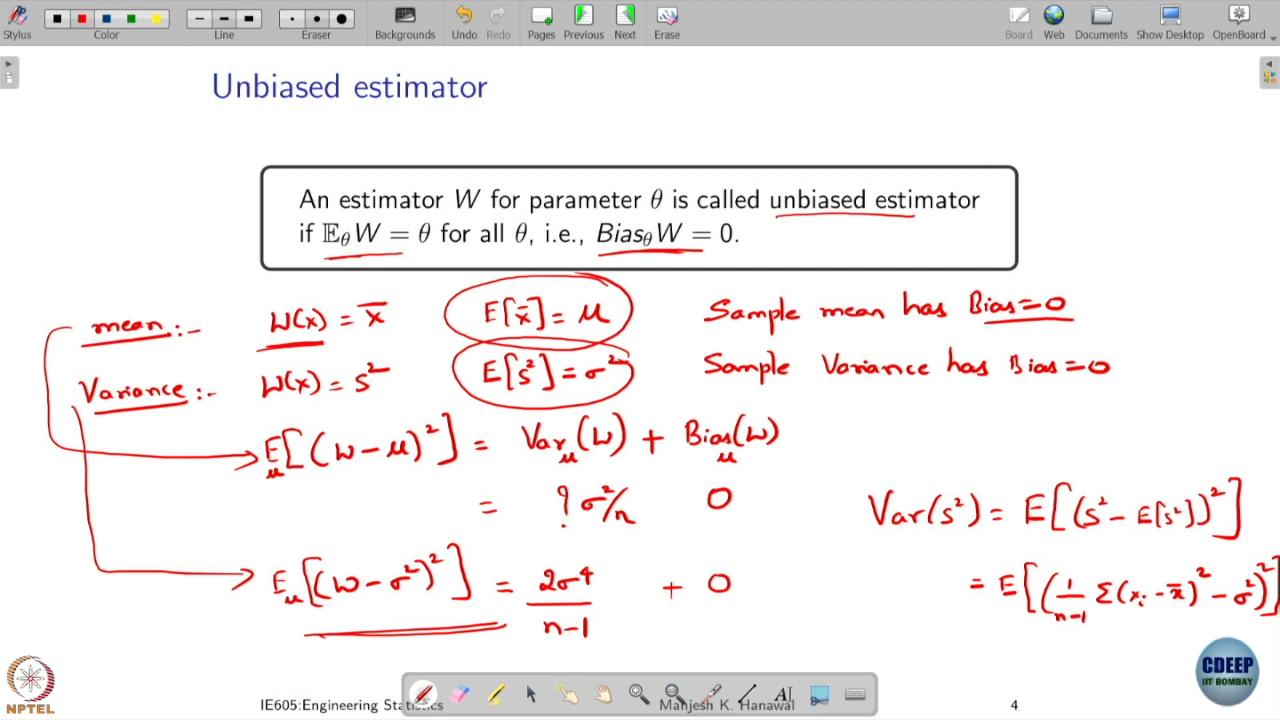 Stylus Color Line Eraser Backgrounds Undo Redo Pages Previous Next Erase Board Web Documents Show Desktop OpenBoard
Unbiased estimator
An estimator W for parameter θ is called unbiased estimator
if 𝔼θW = θ for all θ, i.e., BiasθW = 0.
mean:- W(x) = x̄ E[x̄] = μ Sample mean has Bias=0
Variance:- W(x) = s² E[s²] = σ² Sample Variance has Bias=0
Eμ[(W-μ)²] = Varμ(W) + Biasμ(W)
= ? σ²/n 0
Var(s²) = E[(s² - E[s²])²]
Eμ[(W-σ²)²] = 2σ⁴/n-1 + 0
= E[(1/n-1 Σ(xi - x̄)² - σ²)²]
NPTEL
IE605:Engineering Statistics Manjesh K. Hanawal 4
CDEEP
IIT BOMBAY